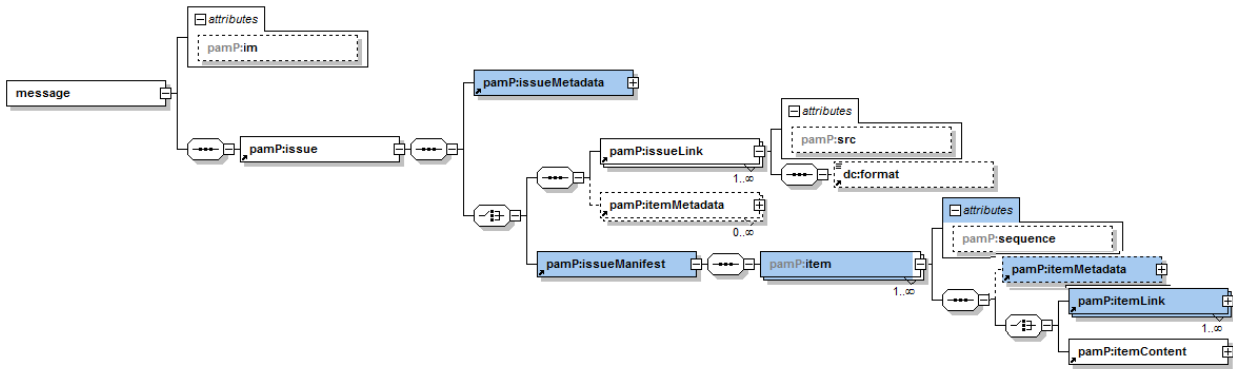 attributes
pamP:im
message
pamP:issueMetadata
pamP:issue
attributes
pamP:src
pamP:issueLink
1..∞
dc:format
pamP:itemMetadata
0..∞
attributes
pamP:sequence
pamP:issueManifest
pamP:item
1..∞
pamP:itemMetadata
pamP:itemLink
1..∞
pamP:itemContent